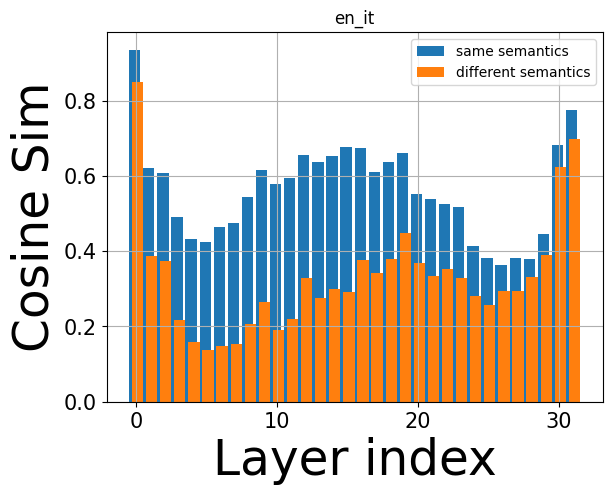 en_it
same semantics
different semantics
Cosine Sim
0.8
0.6
0.4
0.2
0.0
0 10 20 30
Layer index